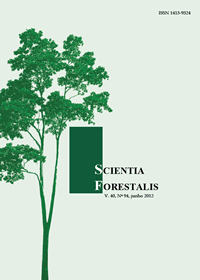 ISSN 1413-9324
SCIENTIA
FORESTALIS
V. 40, Nº 94, junho 2012